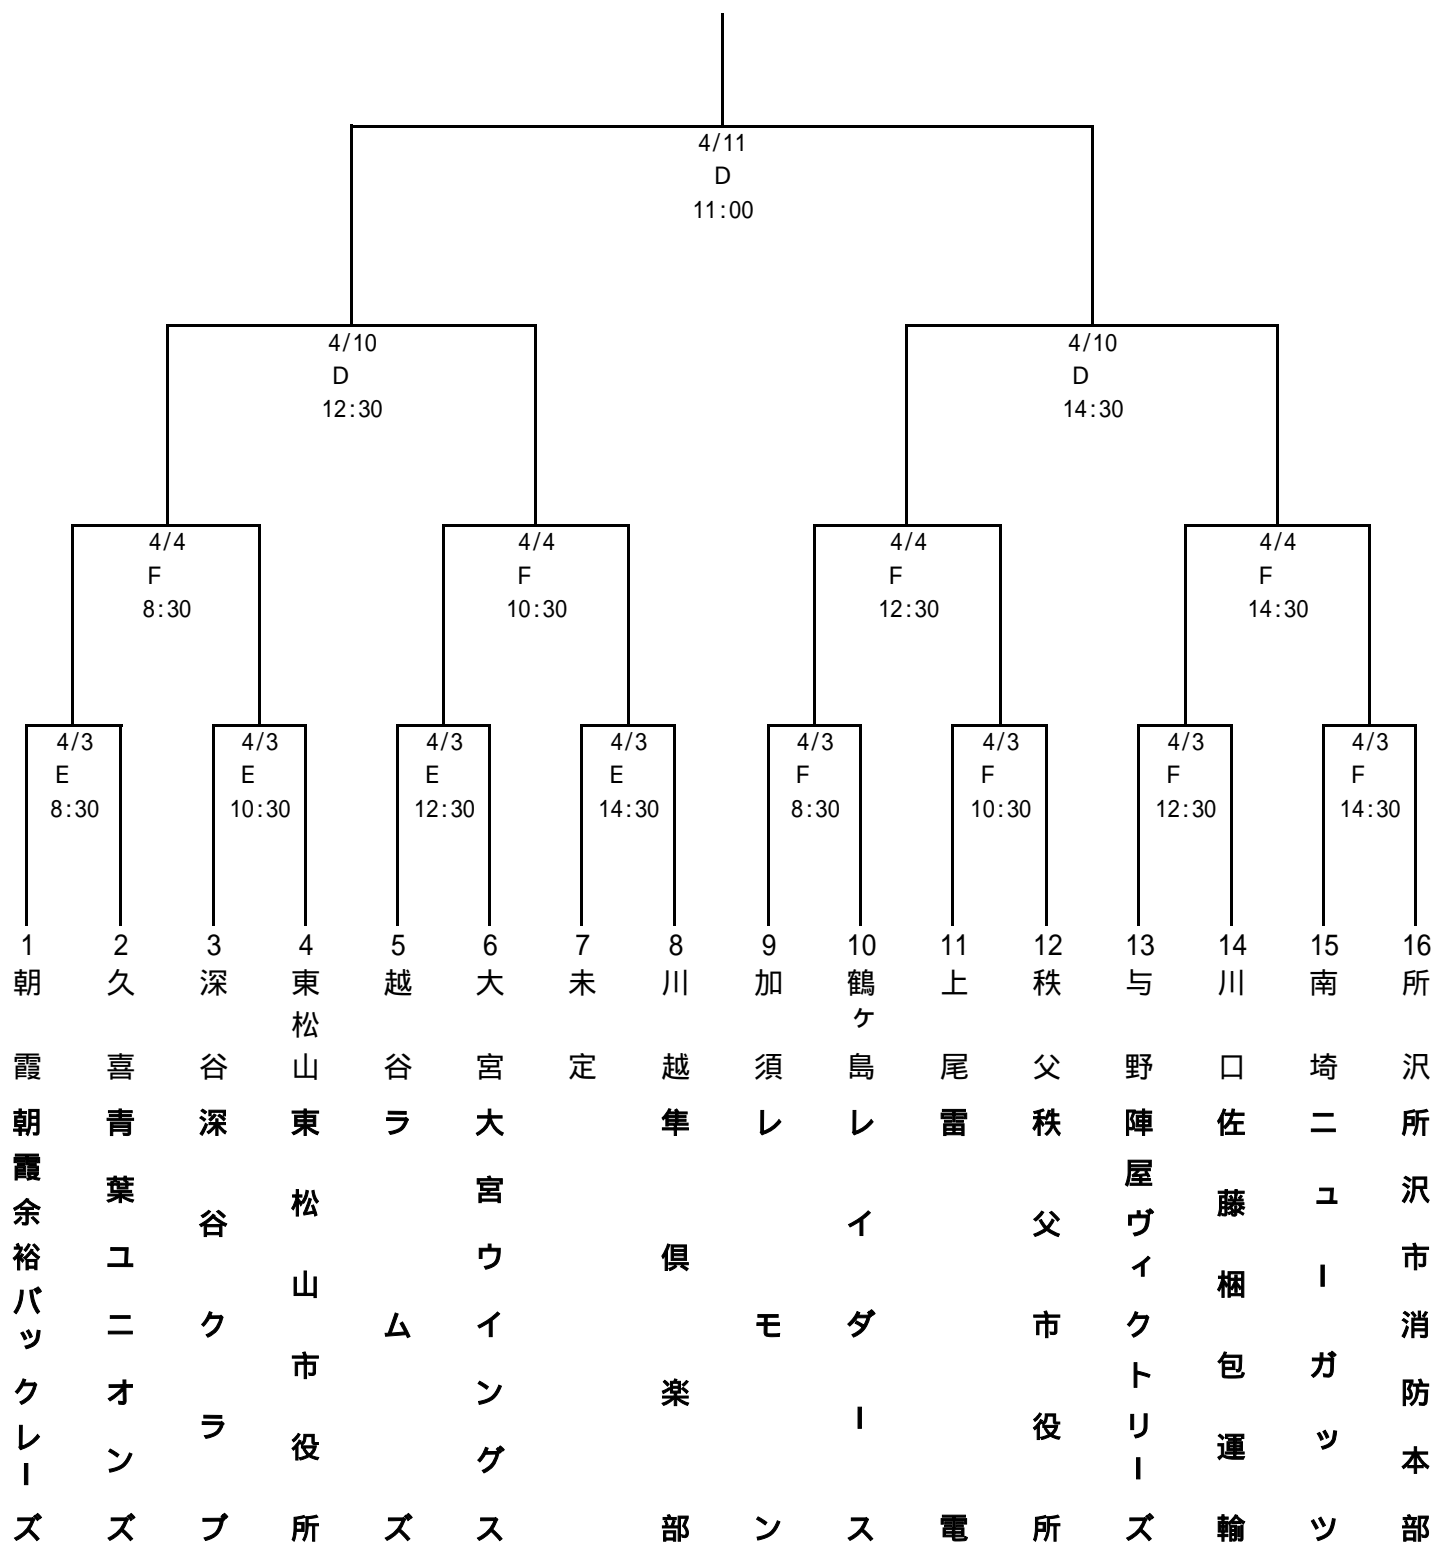 4/11
D
11:00
4/10
D
12:30
4/10
D
14:30
4/4
F
8:30
4/4
F
10:30
4/4
F
12:30
4/4
F
14:30
4/3
E
8:30
4/3
E
10:30
4/3
E
12:30
4/3
E
14:30
4/3
F
8:30
4/3
F
10:30
4/3
F
12:30
4/3
F
14:30
1
朝霞
朝霞余裕バックレーズ
2
久喜
青葉ユニオンズ
3
深谷
深谷クラブ
4
東松山
東松山市役所
5
越谷
ラムズ
6
大宮
大宮ウイングス
7
未定
8
川越
隼倶楽部
9
加須
レモン
10
鶴ヶ島
レイダース
11
上尾
雷電
12
秩父
秩父市役所
13
与野
陣屋ヴィクトリーズ
14
川口
佐藤梱包運輸
15
南埼
ニューガッツ
16
所沢
所沢市消防本部